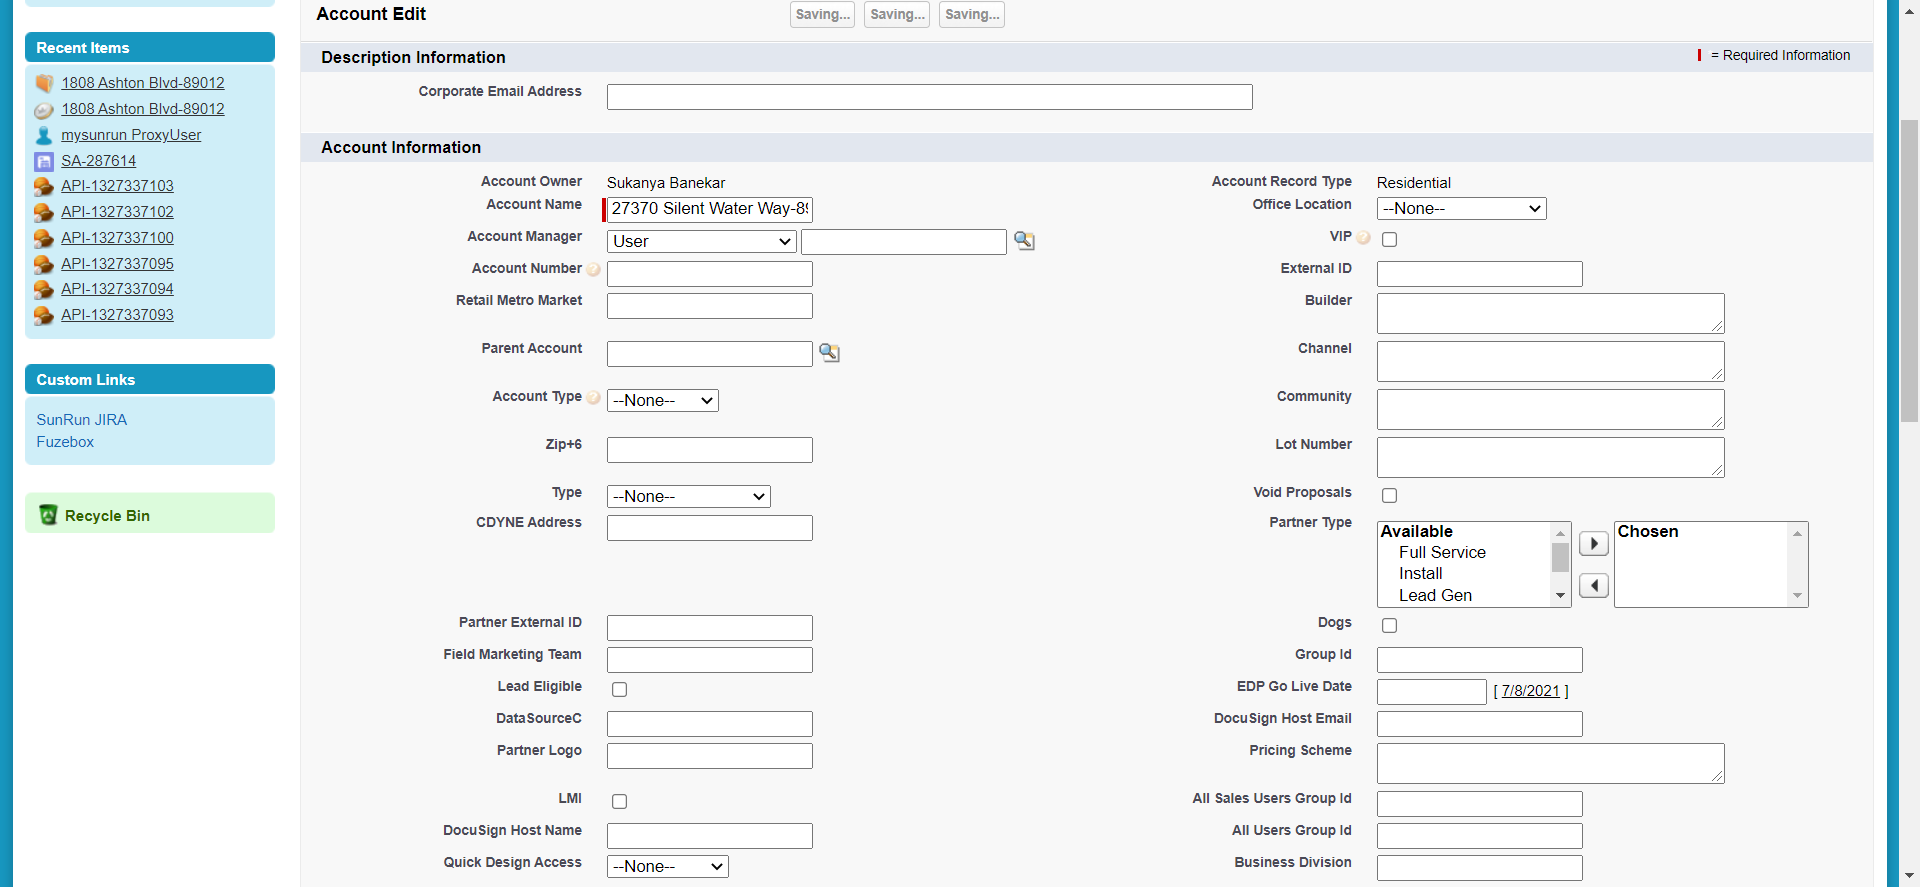 Account Edit
Saving... Saving... Saving...
Recent Items
1808 Ashton Blvd-89012
1808 Ashton Blvd-89012
mysunrun ProxyUser
SA-287614
API-1327337103
API-1327337102
API-1327337100
API-1327337095
API-1327337094
API-1327337093
Custom Links
SunRun JIRA
Fuzebox
Recycle Bin
Description Information
= Required Information
Corporate Email Address
Account Information
Account Owner Sukanya Banekar
Account Record Type Residential
Account Name 27370 Silent Water Way-89
Office Location --None--
Account Manager User
VIP ?
Account Number ?
External ID
Retail Metro Market
Builder
Parent Account
Channel
Account Type ? --None--
Community
Zip+6
Lot Number
Type --None--
Void Proposals
CDYNE Address
Partner Type
Available
Full Service
Install
Lead Gen
Chosen
Partner External ID
Dogs
Field Marketing Team
Group Id
Lead Eligible
EDP Go Live Date [ 7/8/2021 ]
DataSourceC
DocuSign Host Email
Partner Logo
Pricing Scheme
LMI
All Sales Users Group Id
DocuSign Host Name
All Users Group Id
Quick Design Access --None--
Business Division